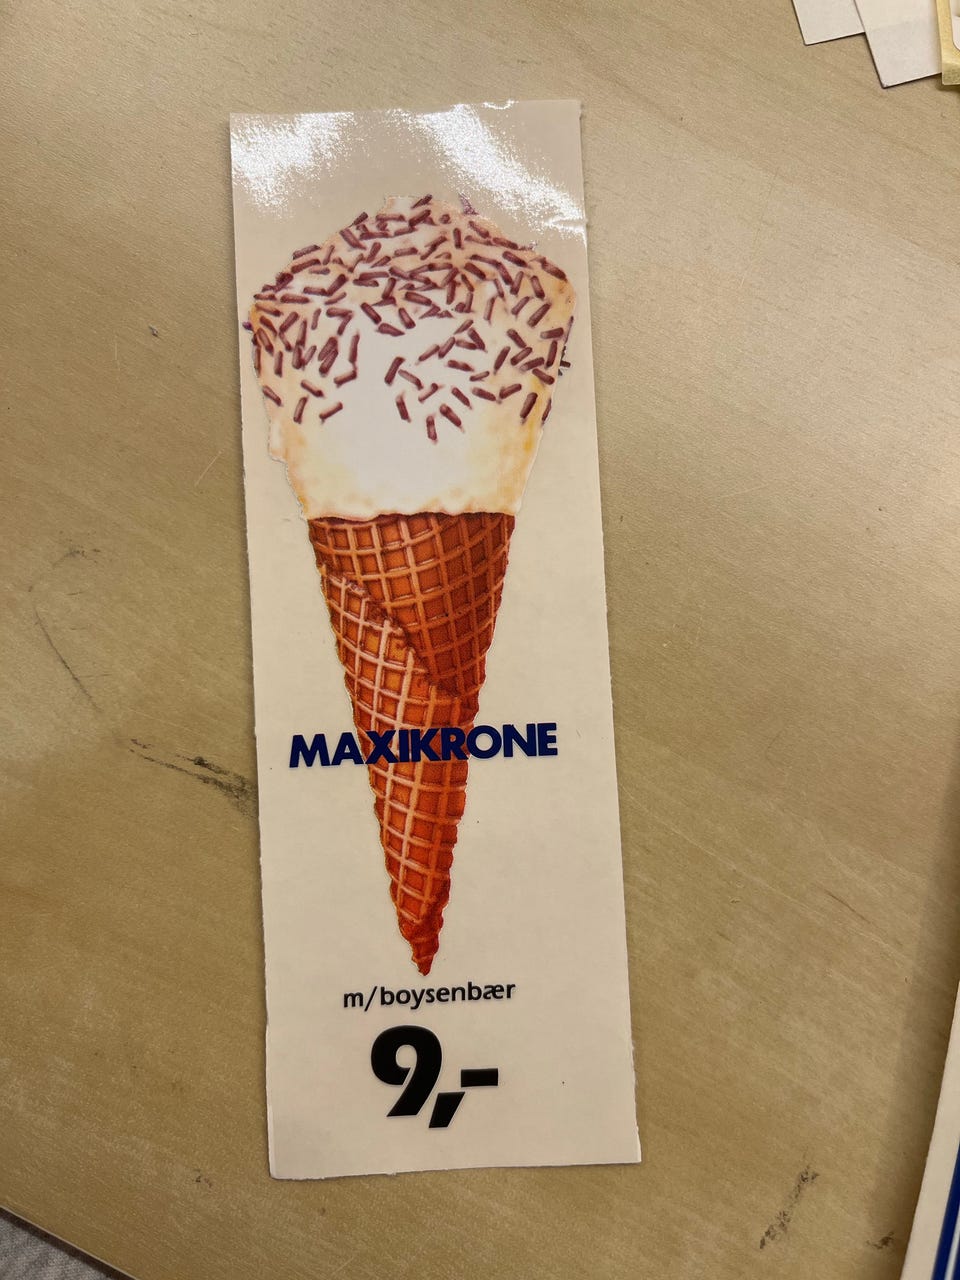 MAXIKRONE
m/boysenbær
9,-